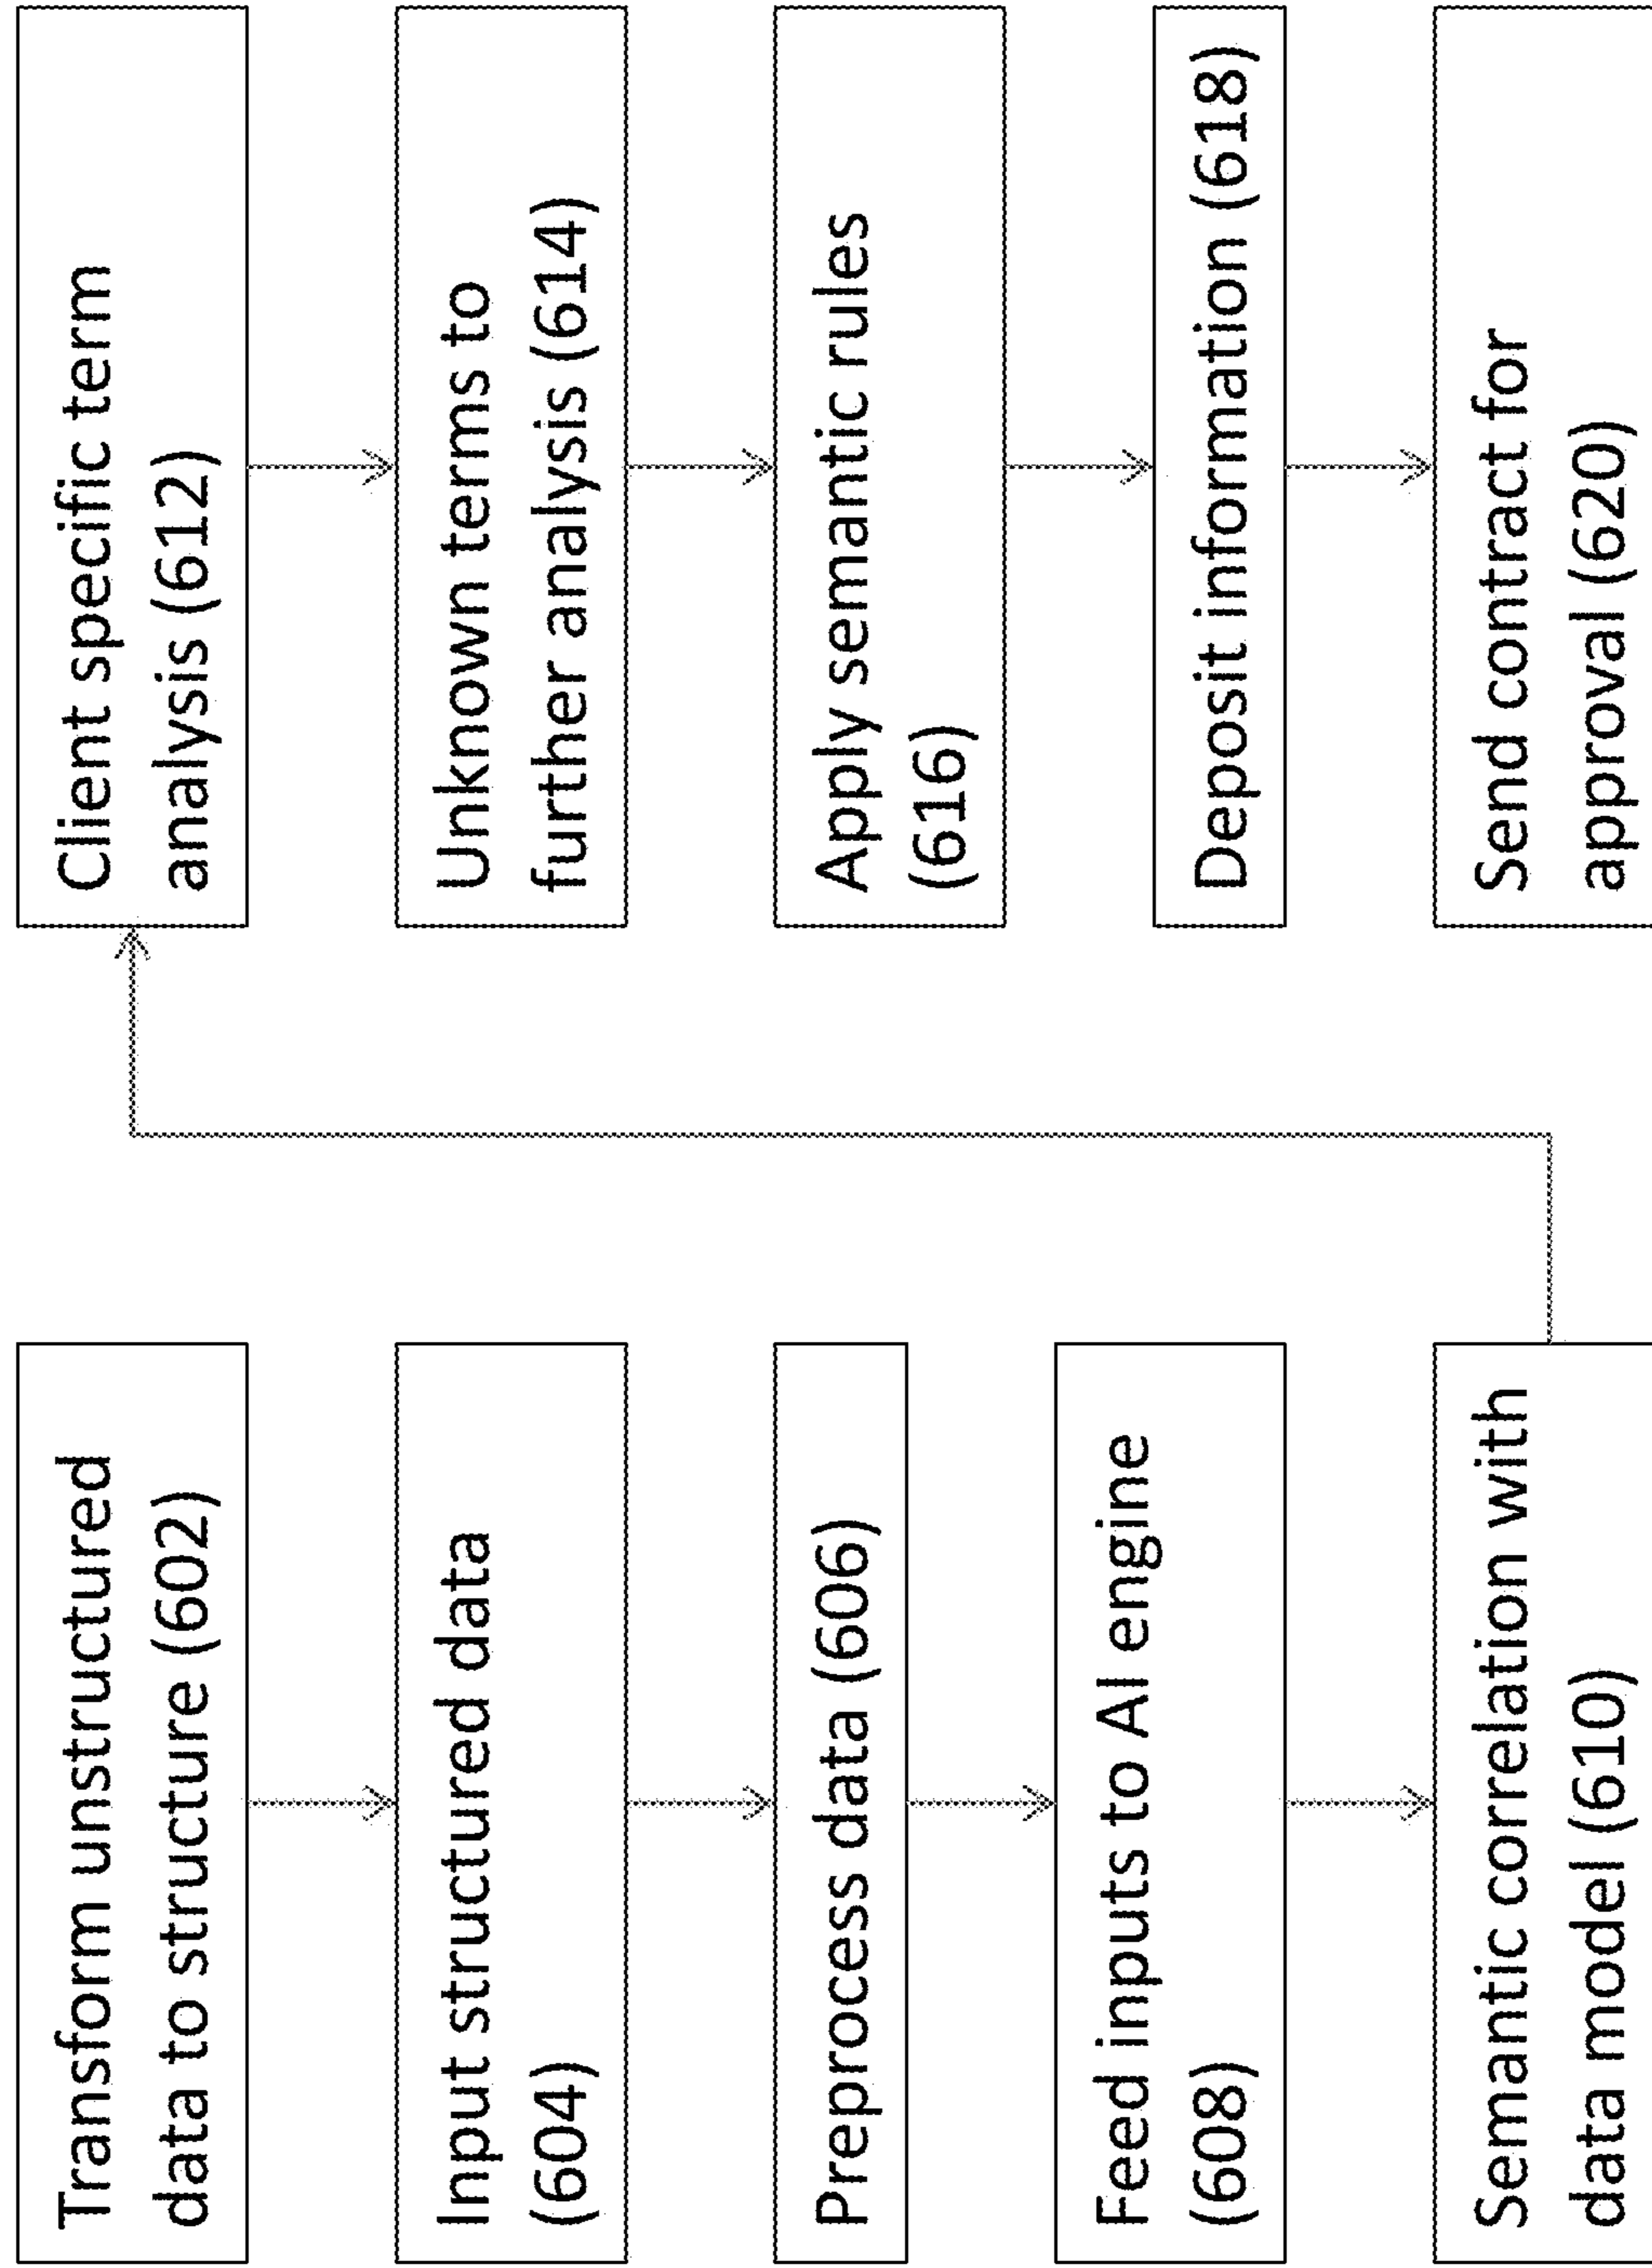 Transform unstructured
data to structure (602)
Input structured data
(604)
Preprocess data (606)
Feed inputs to AI engine
(608)
Semantic correlation with
data model (610)
Client specific term
analysis (612)
Unknown terms to
further analysis (614)
Apply semantic rules
(616)
Deposit information (618)
Send contract for
approval (620)